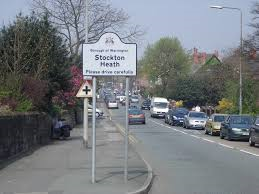 Borough of Warrington
Stockton
Heath
Please drive carefully